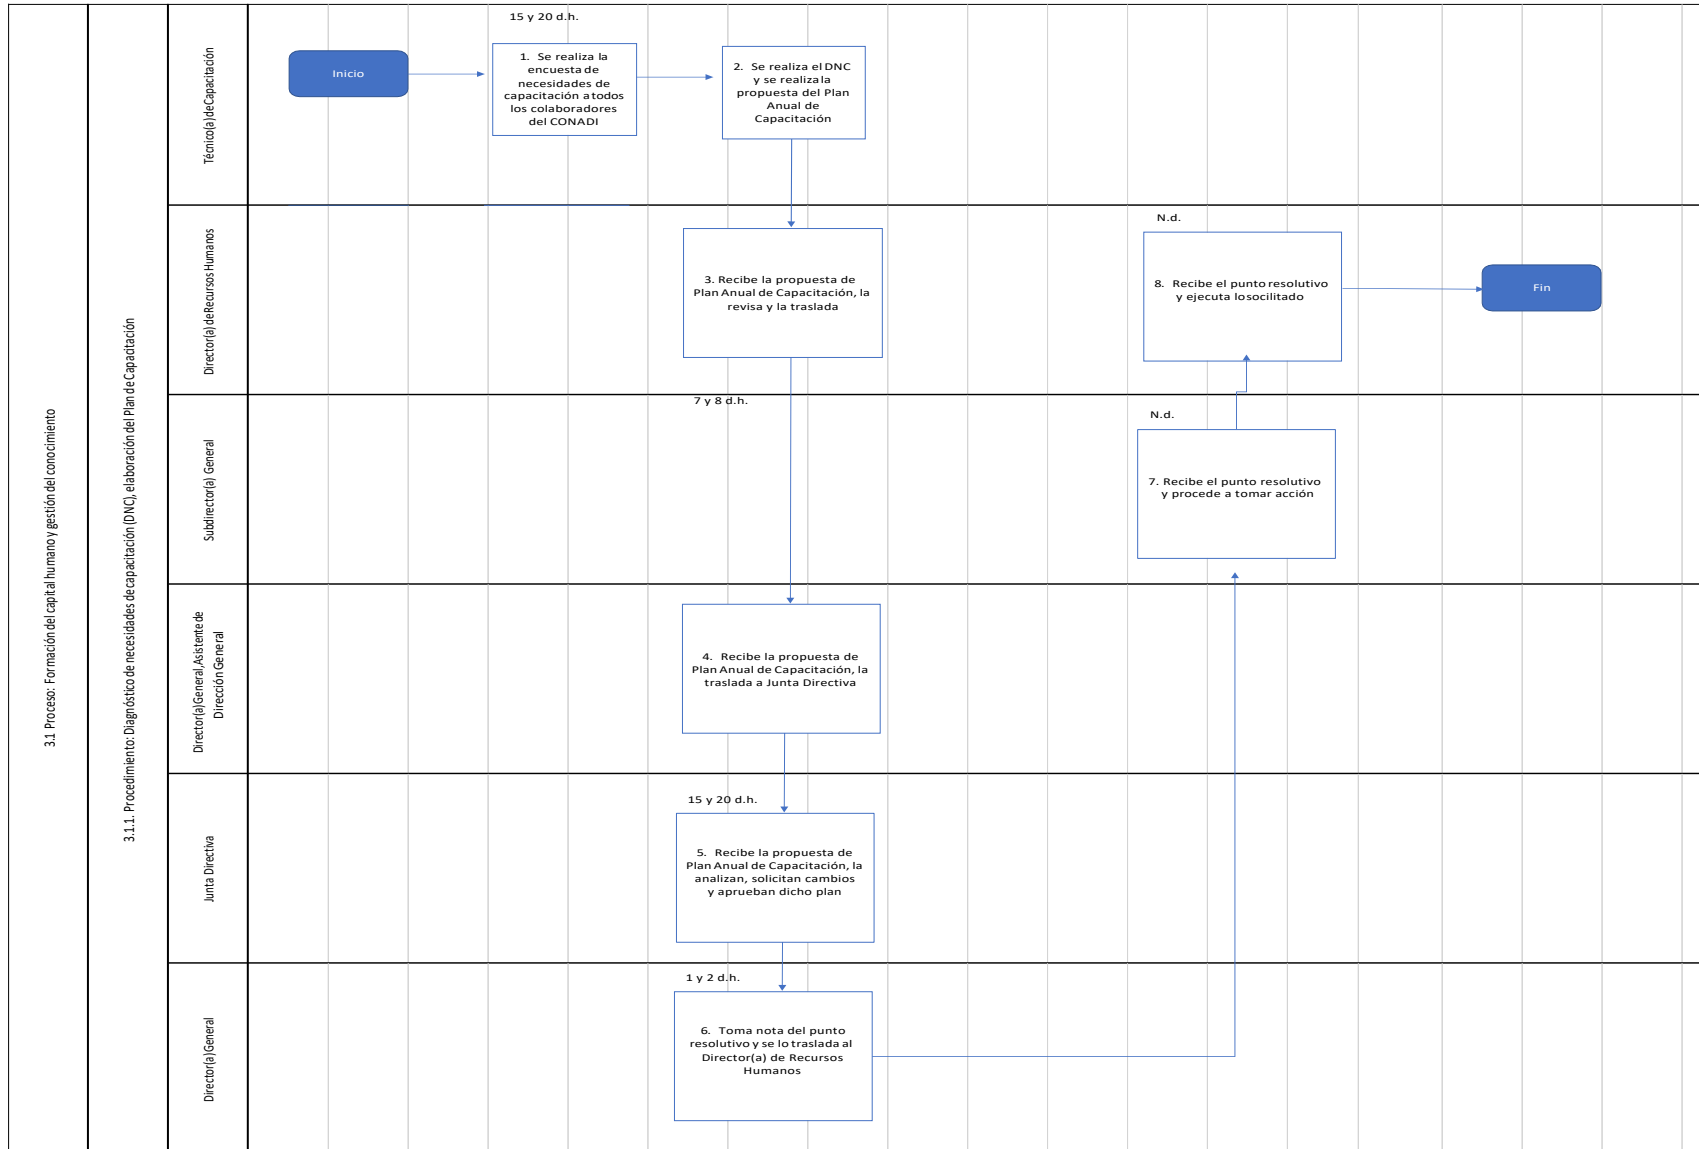 3.1 Proceso: Formación del capital humano y gestión del conocimiento
3.1.1. Procedimiento: Diagnóstico de necesidades de capacitación (DNC), elaboración del Plan de Capacitación
Técnico(a) de Capacitación
Inicio
15 y 20 d.h.
1. Se realiza la
encuesta de
necesidades de
capacitación a todos
los colaboradores
del CONADI
2. Se realiza el DNC
y se realiza la
propuesta del Plan
Anual de
Capacitación
Director(a) de Recursos Humanos
3. Recibe la propuesta de
Plan Anual de Capacitación, la
revisa y la traslada
N.d.
8. Recibe el punto resolutivo
y ejecuta lo socilitado
Fin
Subdirector(a) General
7 y 8 d.h.
N.d.
7. Recibe el punto resolutivo
y procede a tomar acción
Director(a) General, Asistente de
Dirección General
4. Recibe la propuesta de
Plan Anual de Capacitación, la
traslada a Junta Directiva
Junta Directiva
15 y 20 d.h.
5. Recibe la propuesta de
Plan Anual de Capacitación, la
analizan, solicitan cambios
y aprueban dicho plan
Director(a) General
1 y 2 d.h.
6. Toma nota del punto
resolutivo y se lo traslada al
Director(a) de Recursos
Humanos